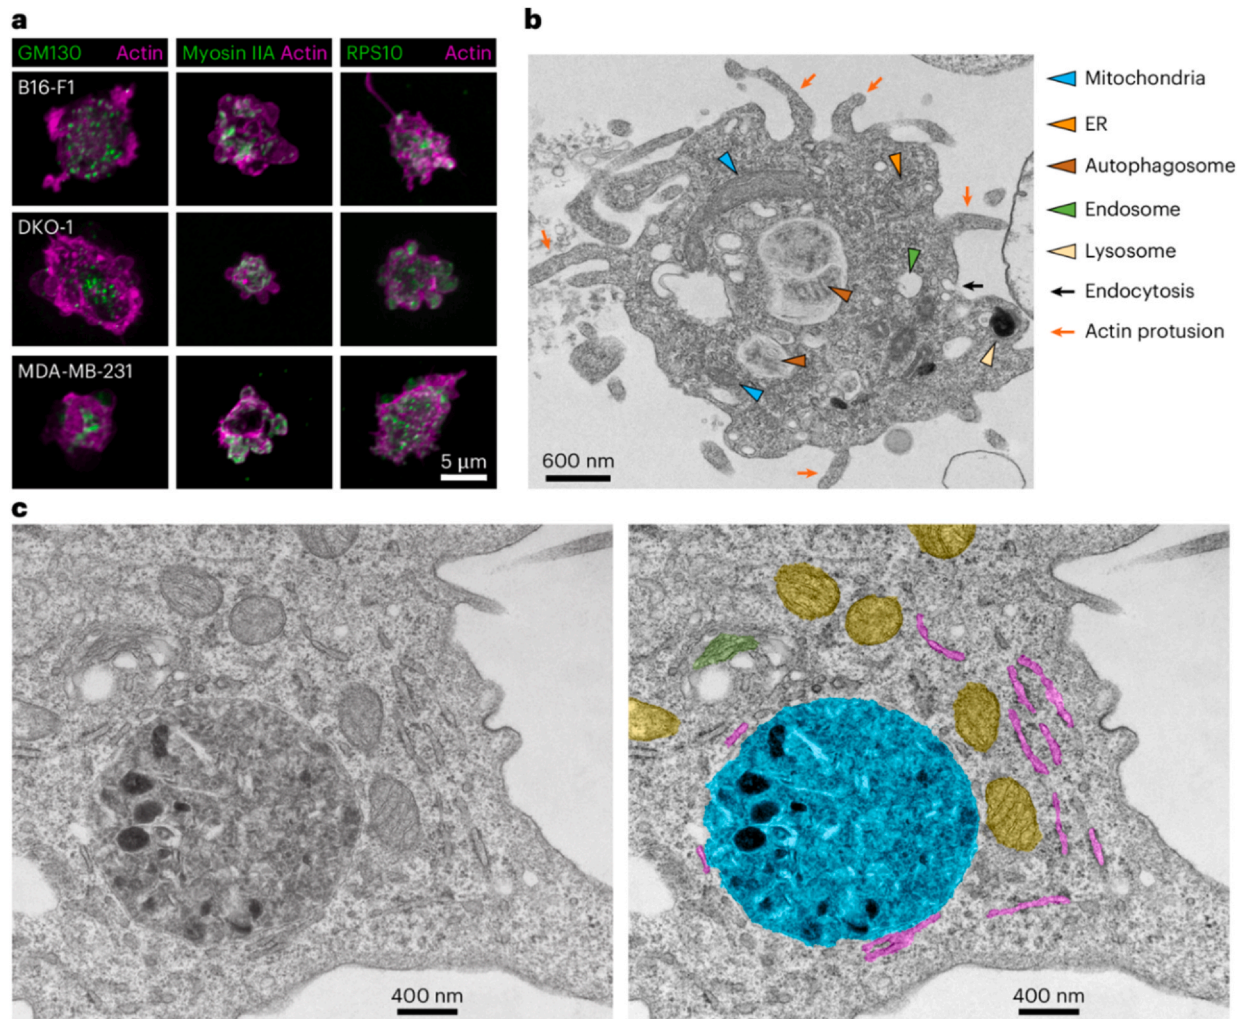 a
GM130 Actin
Myosin IIA Actin
RPS10 Actin
B16-F1
DKO-1
MDA-MB-231
5 μm
b
600 nm
Mitochondria
ER
Autophagosome
Endosome
Lysosome
Endocytosis
Actin protusion
c
400 nm
400 nm